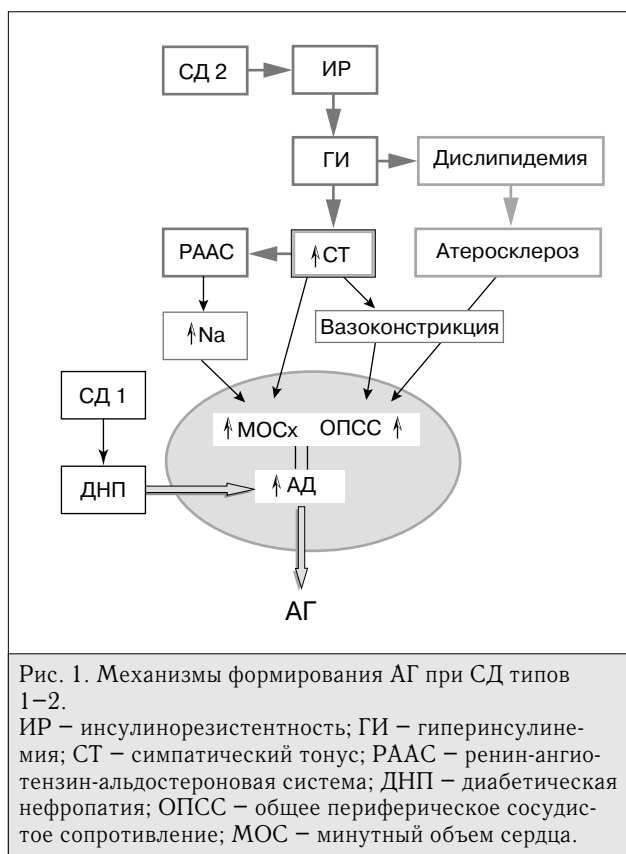 СД 2
ИР
ГИ
Дислипидемия
РААС
СТ
Атеросклероз
Na
Вазоконстрикция
СД 1
МОСх ОПСС
ДНП
АД
АГ
Рис. 1. Механизмы формирования АГ при СД типов
1–2.
ИР – инсулинорезистентность; ГИ – гиперинсулине-
мия; СТ – симпатический тонус; РААС – ренин-ангио-
тензин-альдостероновая система; ДНП – диабетическая
нефропатия; ОПСС – общее периферическое сосудис-
тое сопротивление; МОС – минутный объем сердца.